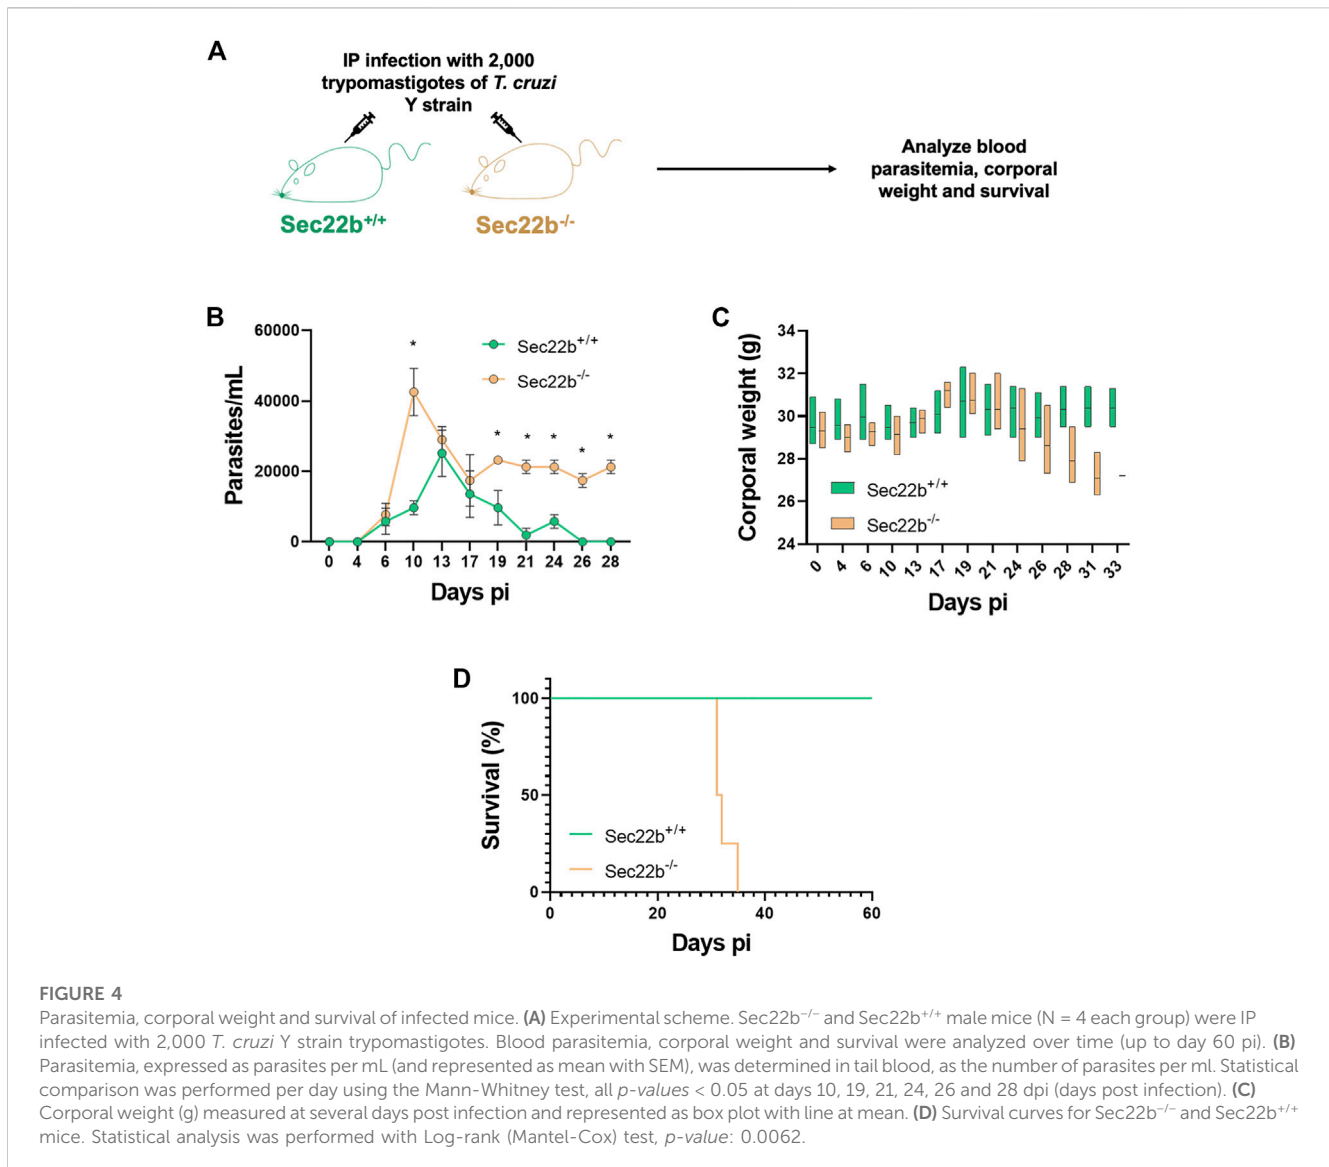 A
IP infection with 2,000
trypomastigotes of T. cruzi
Y strain
Sec22b+/+
Sec22b-/-
Analyze blood
parasitemia, corporal
weight and survival
B
Parasites/mL
60000
40000
20000
0
* * * * * *
Sec22b+/+
Sec22b-/-
0 4 6 10 13 17 19 21 24 26 28
Days pi
C
Corporal weight (g)
34
32
30
28
26
24
Sec22b+/+
Sec22b-/-
0 4 6 10 13 17 19 21 24 26 28 31 33
Days pi
D
Survival (%)
100
50
0
Sec22b+/+
Sec22b-/-
0 20 40 60
Days pi
FIGURE 4
Parasitemia, corporal weight and survival of infected mice. (A) Experimental scheme. Sec22b−/− and Sec22b+/+ male mice (N = 4 each group) were IP
infected with 2,000 T. cruzi Y strain trypomastigotes. Blood parasitemia, corporal weight and survival were analyzed over time (up to day 60 pi). (B)
Parasitemia, expressed as parasites per mL (and represented as mean with SEM), was determined in tail blood, as the number of parasites per ml. Statistical
comparison was performed per day using the Mann-Whitney test, all p-values < 0.05 at days 10, 19, 21, 24, 26 and 28 dpi (days post infection). (C)
Corporal weight (g) measured at several days post infection and represented as box plot with line at mean. (D) Survival curves for Sec22b−/− and Sec22b+/+
mice. Statistical analysis was performed with Log-rank (Mantel-Cox) test, p-value: 0.0062.